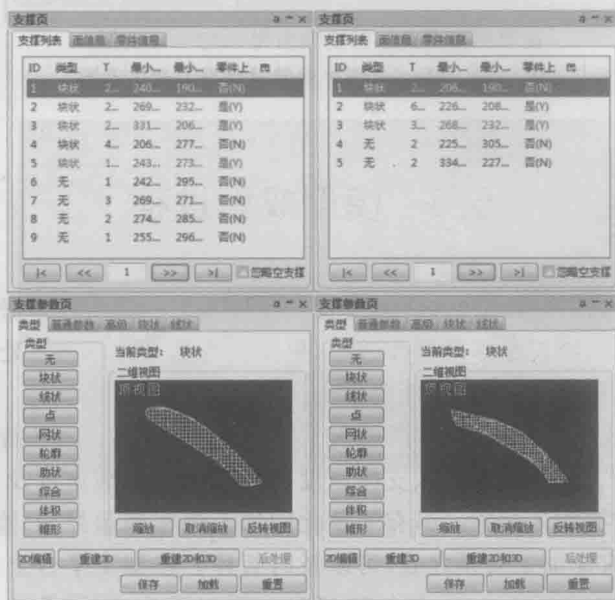 支撑页
支撑列表 面信息 零件信息
ID 类型 T 最小... 最小... 零件上
1 块状 2... 240... 190... 否(N)
2 块状 2... 269... 232... 是(Y)
3 块状 2... 331... 206... 是(Y)
4 块状 4... 206... 277... 否(N)
5 块状 1... 243... 273... 是(Y)
6 无 1 242... 295... 否(N)
7 无 3 269... 271... 否(N)
8 无 2 274... 285... 否(N)
9 无 1 255... 296... 否(N)
|< << 1 >> >| 忽略空支撑
支撑页
支撑列表 面信息 零件信息
ID 类型 T 最小... 最小... 零件上
1 块状 2... 206... 190... 否(N)
2 块状 6... 226... 208... 是(Y)
3 块状 3... 268... 232... 是(Y)
4 无 2 225... 305... 否(N)
5 无 2 334... 227... 否(N)
|< << 1 >> >| 忽略空支撑
支撑参数页
类型 普通参数 高级 块状 线状
类型
无
块状
线状
点
网状
轮廓
肋状
综合
体积
锥形
当前类型: 块状
二维视图
顶视图
缩放 取消缩放 反转视图
2D编辑 重建3D 重建2D和3D 后处理
保存 加载 重置
支撑参数页
类型 普通参数 高级 块状 线状
类型
无
块状
线状
点
网状
轮廓
肋状
综合
体积
锥形
当前类型: 块状
二维视图
顶视图
缩放 取消缩放 反转视图
2D编辑 重建3D 重建2D和3D 后处理
保存 加载 重置